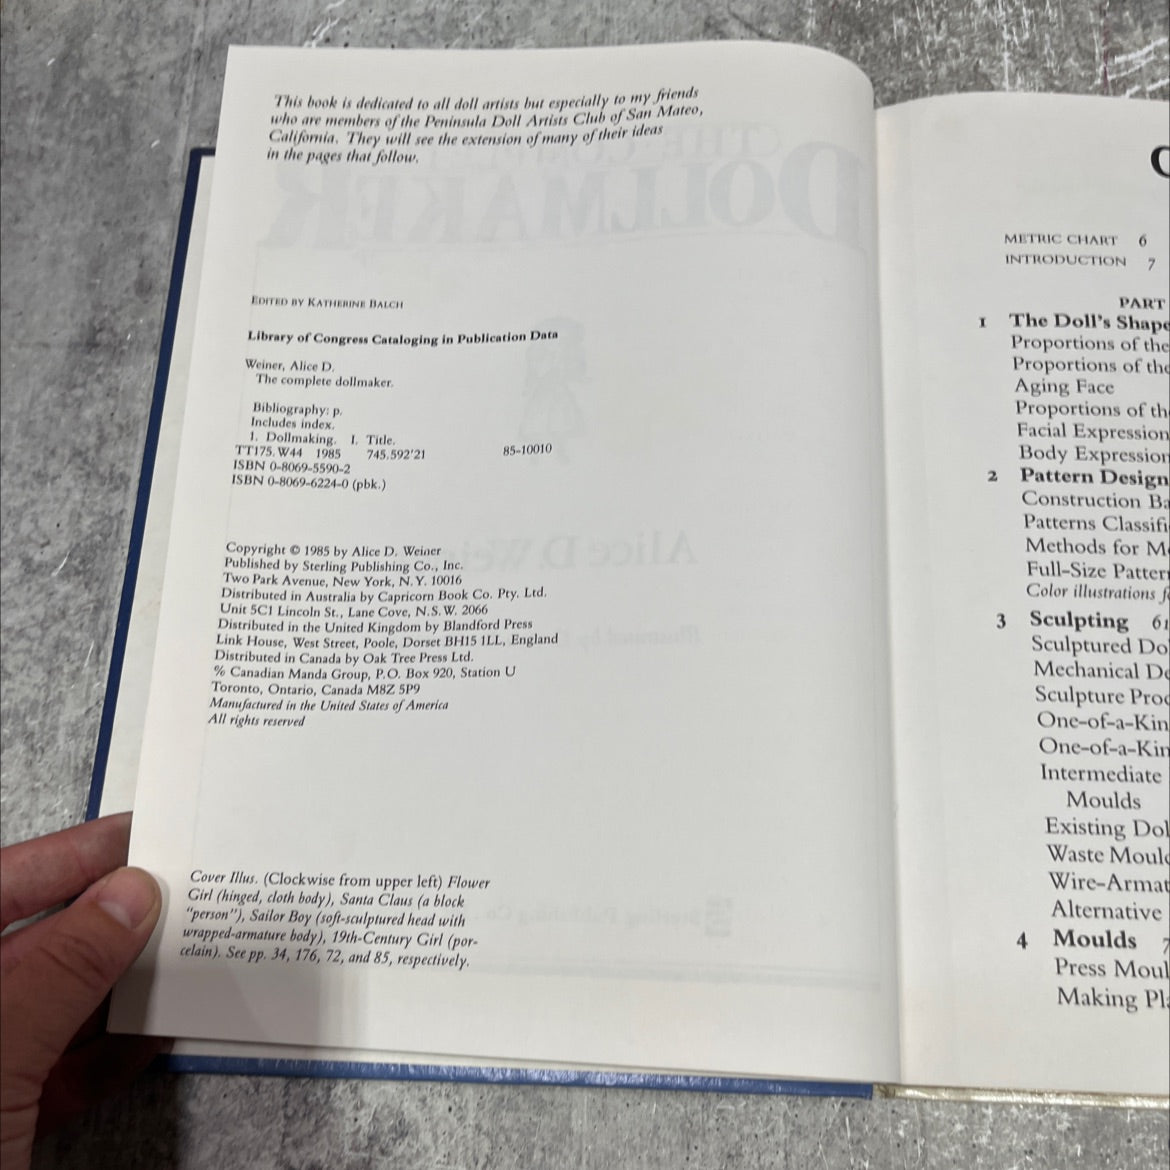 This book is dedicated to all doll artists but especially to my friends
who are members of the Peninsula Doll Artists Club of San Mateo,
California. They will see the extension of many of their ideas
in the pages that follow.
EDITED BY KATHERINE BALCH
Library of Congress Cataloging in Publication Data
Weiner, Alice D.
The complete dollmaker.
Bibliography: p.
Includes index.
1. Dollmaking. I. Title.
TT175.W44 1985 745.592'21 85-10010
ISBN 0-8069-5590-2
ISBN 0-8069-6224-0 (pbk.)
Copyright © 1985 by Alice D. Weiner
Published by Sterling Publishing Co., Inc.
Two Park Avenue, New York, N.Y. 10016
Distributed in Australia by Capricorn Book Co. Pty. Ltd.
Unit 5C1 Lincoln St., Lane Cove, N.S.W. 2066
Distributed in the United Kingdom by Blandford Press
Link House, West Street, Poole, Dorset BH15 1LL, England
Distributed in Canada by Oak Tree Press Ltd.
% Canadian Manda Group, P.O. Box 920, Station U
Toronto, Ontario, Canada M8Z 5P9
Manufactured in the United States of America
All rights reserved
Cover Illus. (Clockwise from upper left) Flower
Girl (hinged, cloth body), Santa Claus (a block
"person"), Sailor Boy (soft-sculptured head with
wrapped-armature body), 19th-Century Girl (por-
celain). See pp. 34, 176, 72, and 85, respectively.
METRIC CHART 6
INTRODUCTION 7
PART
1 The Doll's Shape
Proportions of the
Proportions of the
Aging Face
Proportions of th
Facial Expression
Body Expression
2 Pattern Design
Construction Ba
Patterns Classifi
Methods for M
Full-Size Patter
Color illustrations f
3 Sculpting 61
Sculptured Do
Mechanical De
Sculpture Proc
One-of-a-Kin
One-of-a-Kin
Intermediate
Moulds
Existing Dol
Waste Mould
Wire-Armat
Alternative
4 Moulds 7
Press Moul
Making Pl